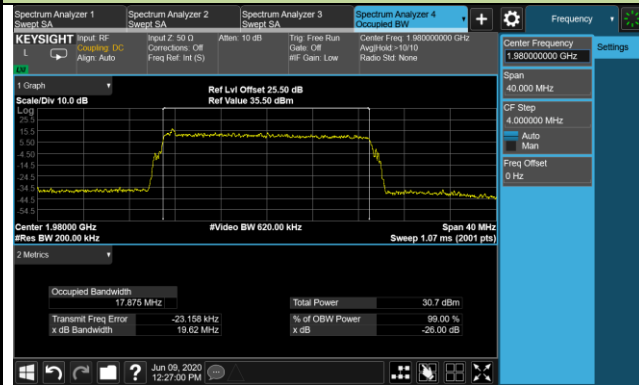 Spectrum Analyzer 1
Swept SA
Spectrum Analyzer 2
Swept SA
Spectrum Analyzer 3
Swept SA
Spectrum Analyzer 4
Occupied BW
Frequency
KEYSIGHT
L
Input: RF
Coupling: DC
Align: Auto
Input Z: 50 Ω
Corrections: Off
Freq Ref: Int (S)
Atten: 10 dB
Trig: Free Run
Gate: Off
#IF Gain: Low
Center Freq: 1.980000000 GHz
Avg|Hold:>10/10
Radio Std: None
Center Frequency
1.980000000 GHz
Settings
Span
40.000 MHz
CF Step
4.000000 MHz
Auto
Man
Freq Offset
0 Hz
1 Graph
Scale/Div 10.0 dB
Ref Lvl Offset 25.50 dB
Ref Value 35.50 dBm
Log
25.5
15.5
5.50
-4.50
-14.5
-24.5
-34.5
-44.5
-54.5
Center 1.98000 GHz
#Video BW 620.00 kHz
Span 40 MHz
#Res BW 200.00 kHz
Sweep 1.07 ms (2001 pts)
2 Metrics
Occupied Bandwidth
17.875 MHz
Total Power
30.7 dBm
Transmit Freq Error
-23.158 kHz
% of OBW Power
99.00 %
x dB Bandwidth
19.62 MHz
x dB
-26.00 dB
?
Jun 09, 2020
12:27:00 PM